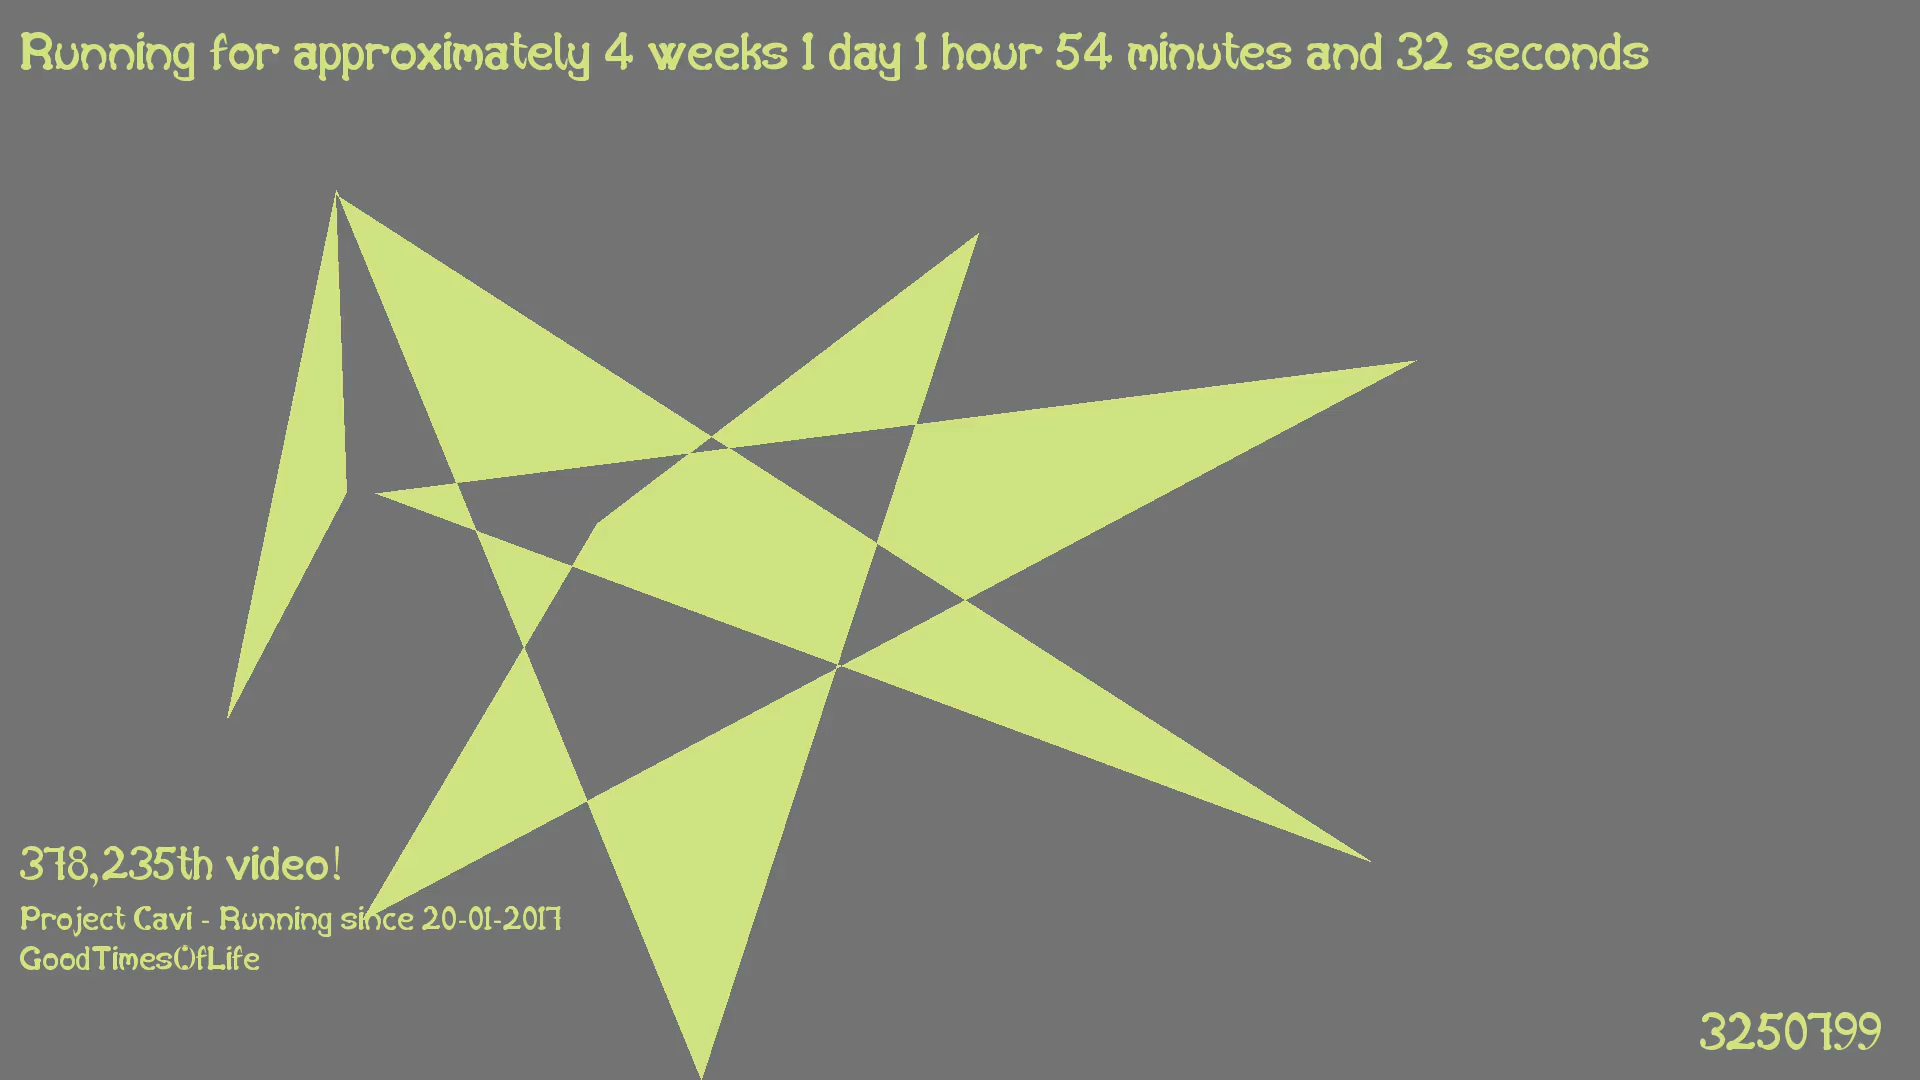 Running for approximately 4 weeks 1 day 1 hour 54 minutes and 32 seconds
378,235th video!
Project Cavi - Running since 20-01-2017
GoodTimesOfLife
3250799